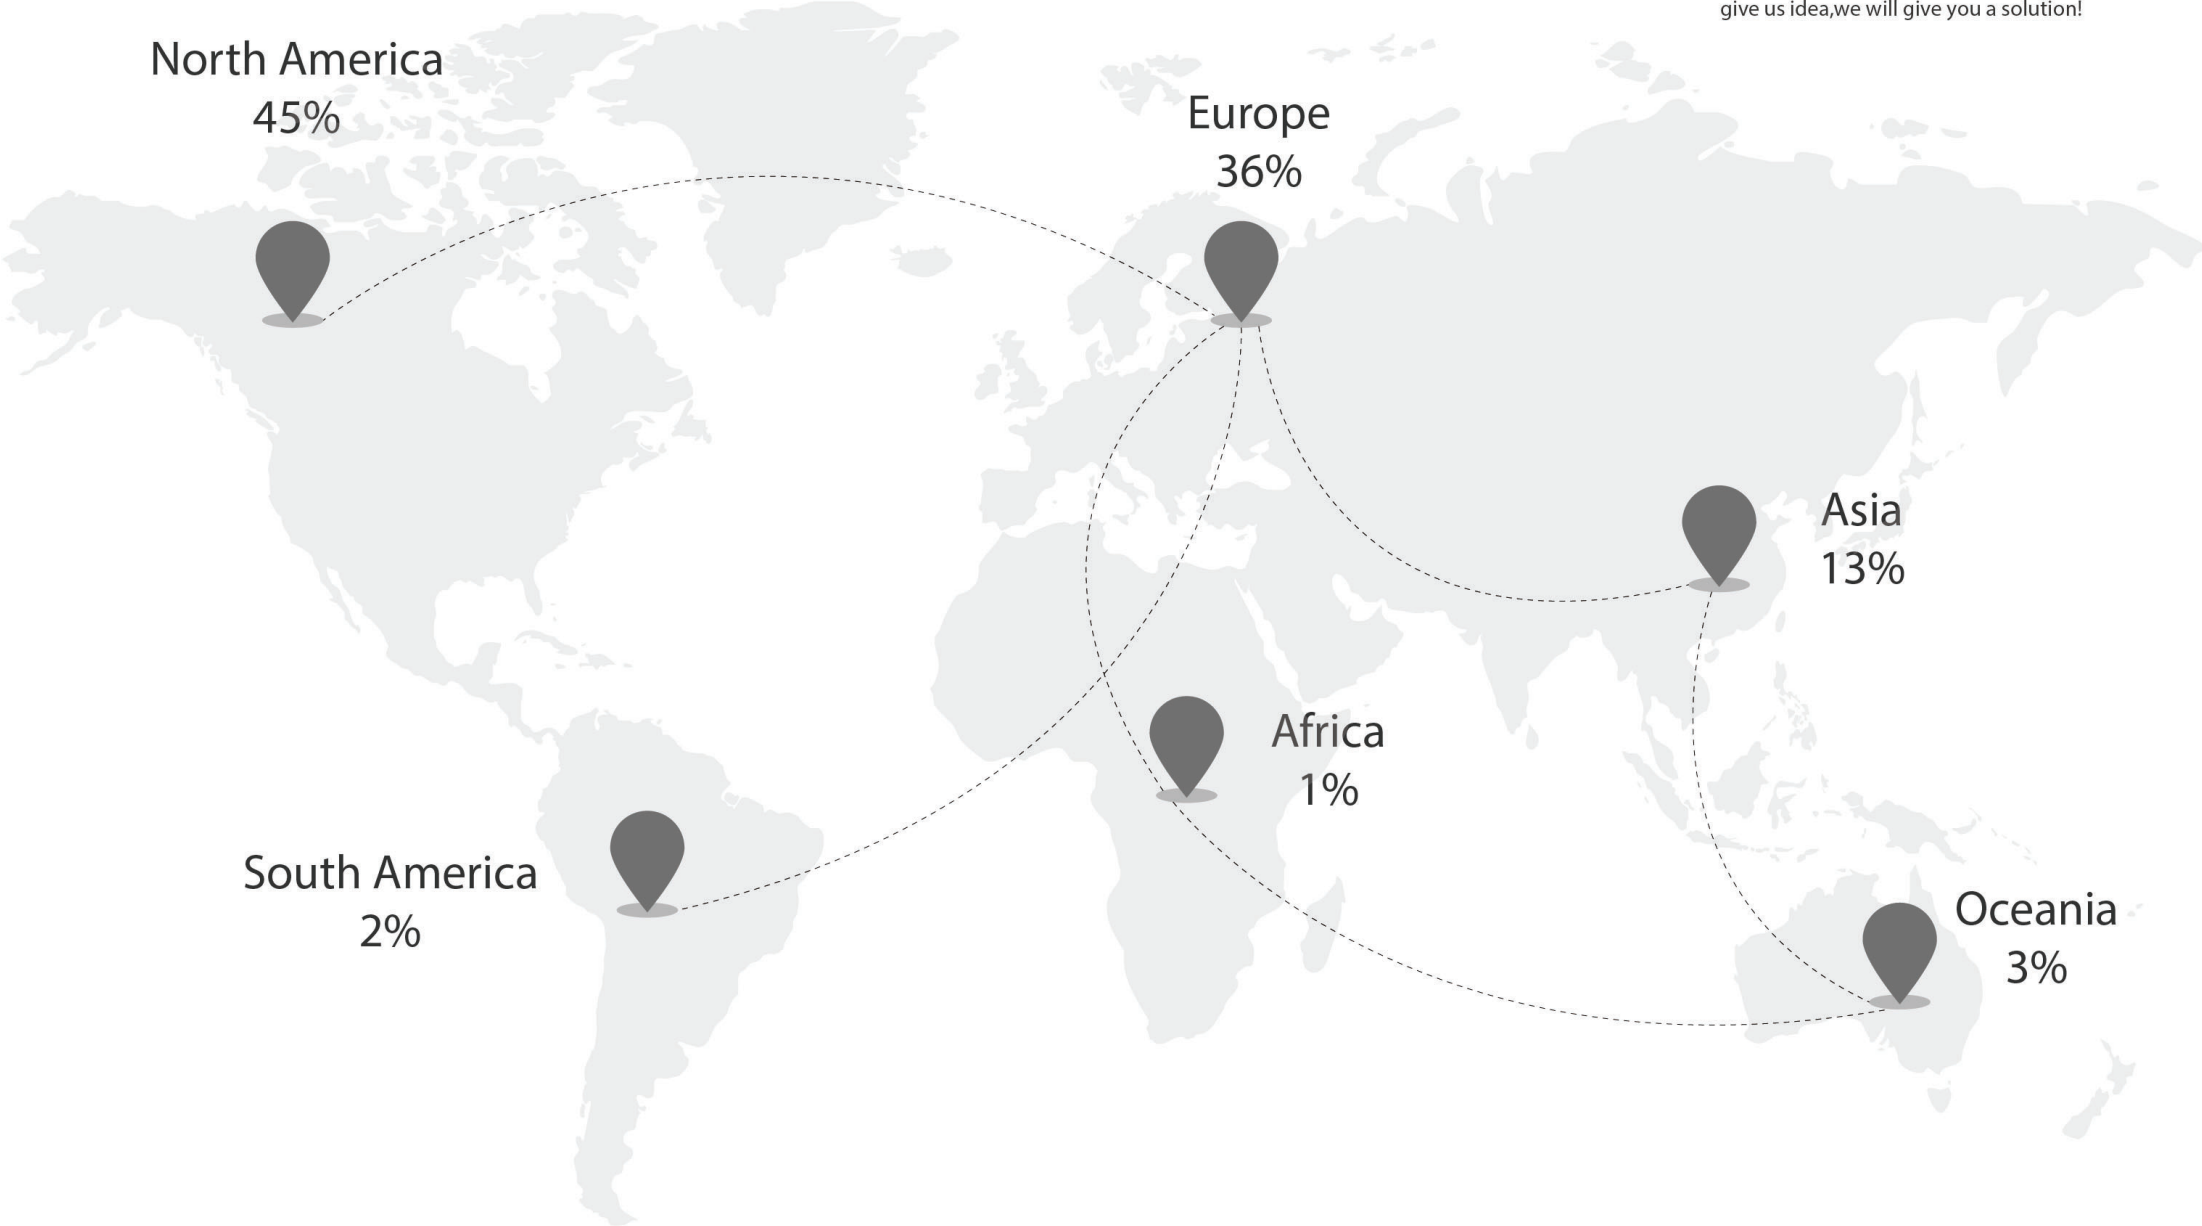 give us idea,we will give you a solution!
North America
45%
Europe
36%
Asia
13%
Africa
1%
South America
2%
Oceania
3%